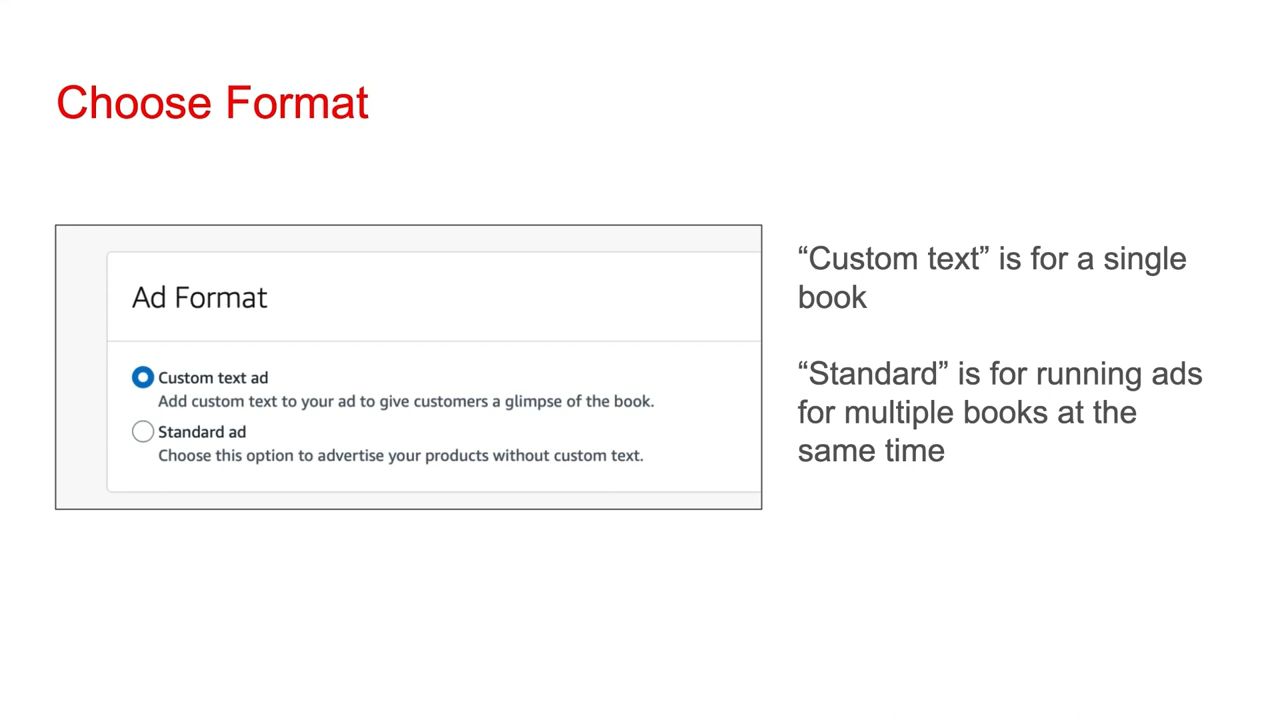 Choose Format
Ad Format
Custom text ad
Add custom text to your ad to give customers a glimpse of the book.
Standard ad
Choose this option to advertise your products without custom text.
“Custom text” is for a single
book
“Standard” is for running ads
for multiple books at the
same time